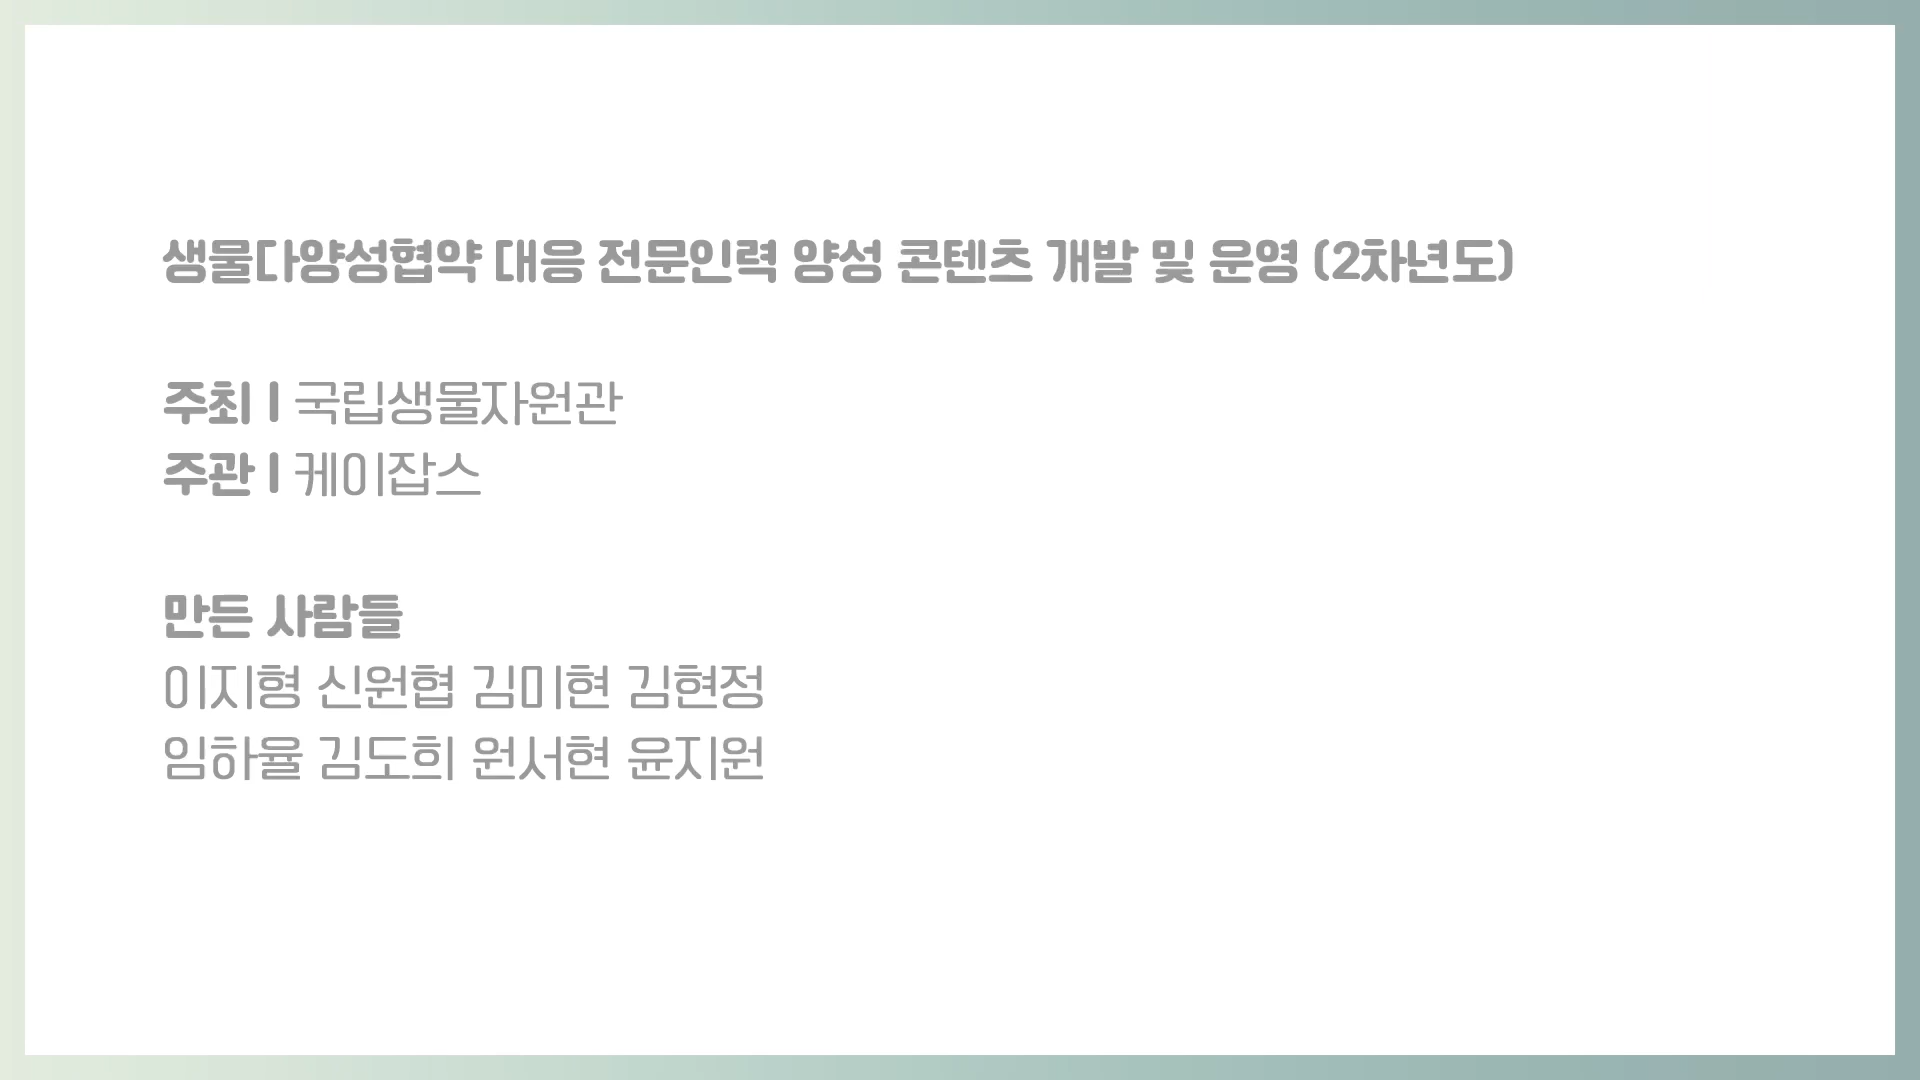 생물다양성협약 대응 전문인력 양성 콘텐츠 개발 및 운영 (2차년도)
주최 | 국립생물자원관
주관 | 케이잡스
만든 사람들
이지형 신원협 김미현 김현정
임하율 김도희 원서현 윤지원